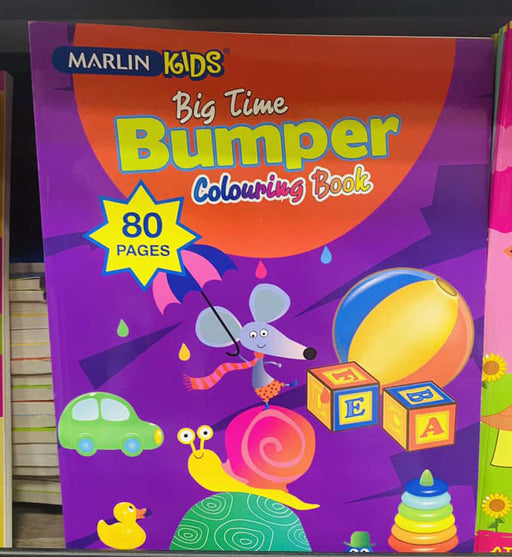 MARLIN KIDS®
Big Time
Bumper
Colouring Book
80
PAGES
F
E
B
A